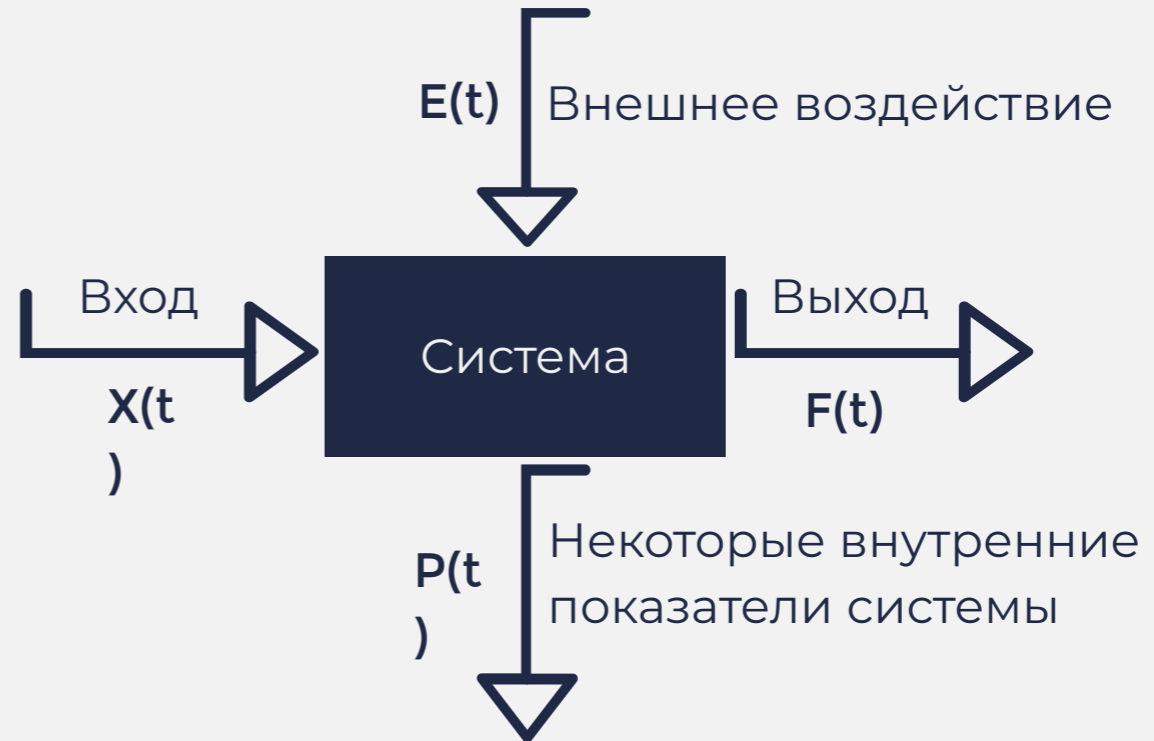 E(t)
Внешнее воздействие
Вход
X(t
)
Система
Выход
F(t)
P(t
)
Некоторые внутренние
показатели системы